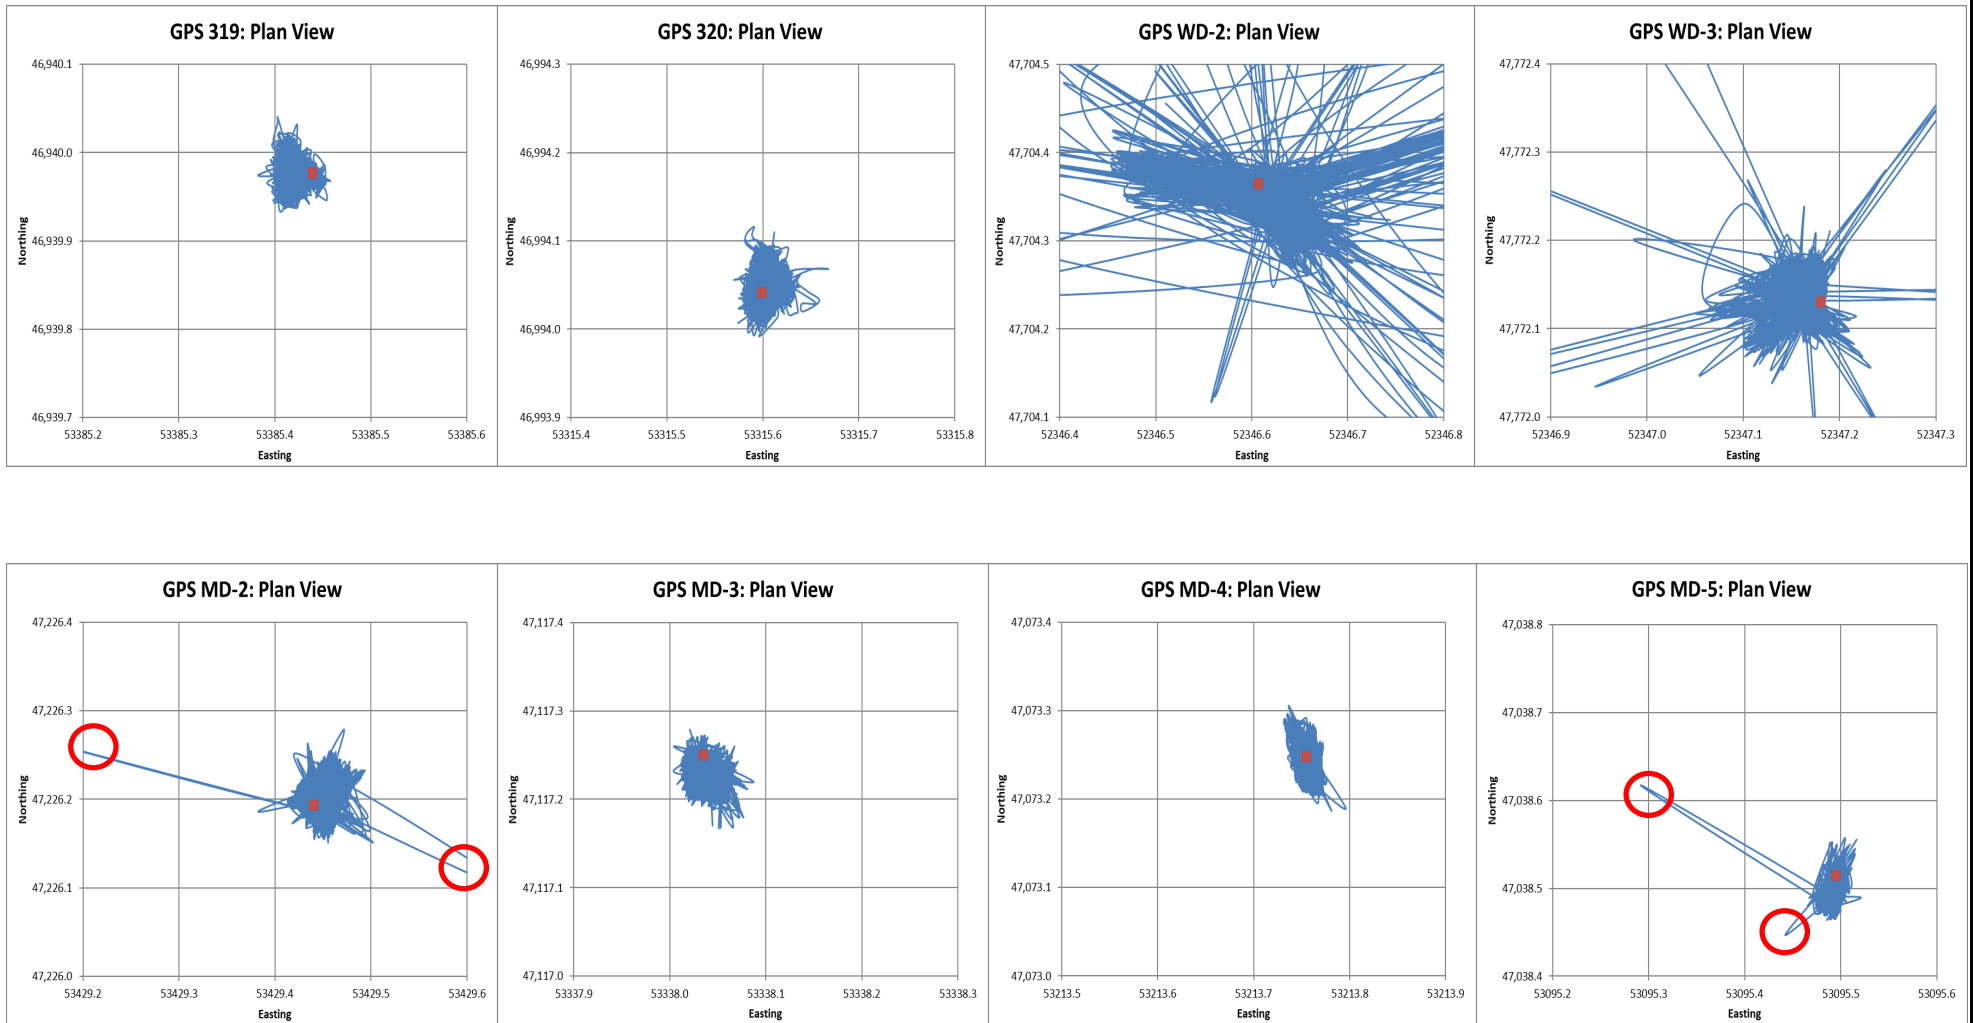 GPS 319: Plan View
46,940.1
46,940.0
46,939.9
46,939.8
46,939.7
Northing
53385.2 53385.3 53385.4 53385.5 53385.6
Easting
GPS 320: Plan View
46,994.3
46,994.2
46,994.1
46,994.0
46,993.9
Northing
53315.4 53315.5 53315.6 53315.7 53315.8
Easting
GPS WD-2: Plan View
47,704.5
47,704.4
47,704.3
47,704.2
47,704.1
Northing
52346.4 52346.5 52346.6 52346.7 52346.8
Easting
GPS WD-3: Plan View
47,772.4
47,772.3
47,772.2
47,772.1
47,772.0
Northing
52346.9 52347.0 52347.1 52347.2 52347.3
Easting
GPS MD-2: Plan View
47,226.4
47,226.3
47,226.2
47,226.1
47,226.0
Northing
53429.2 53429.3 53429.4 53429.5 53429.6
Easting
GPS MD-3: Plan View
47,117.4
47,117.3
47,117.2
47,117.1
47,117.0
Northing
53337.9 53338.0 53338.1 53338.2 53338.3
Easting
GPS MD-4: Plan View
47,073.4
47,073.3
47,073.2
47,073.1
47,073.0
Northing
53213.5 53213.6 53213.7 53213.8 53213.9
Easting
GPS MD-5: Plan View
47,038.8
47,038.7
47,038.6
47,038.5
47,038.4
Northing
53095.2 53095.3 53095.4 53095.5 53095.6
Easting